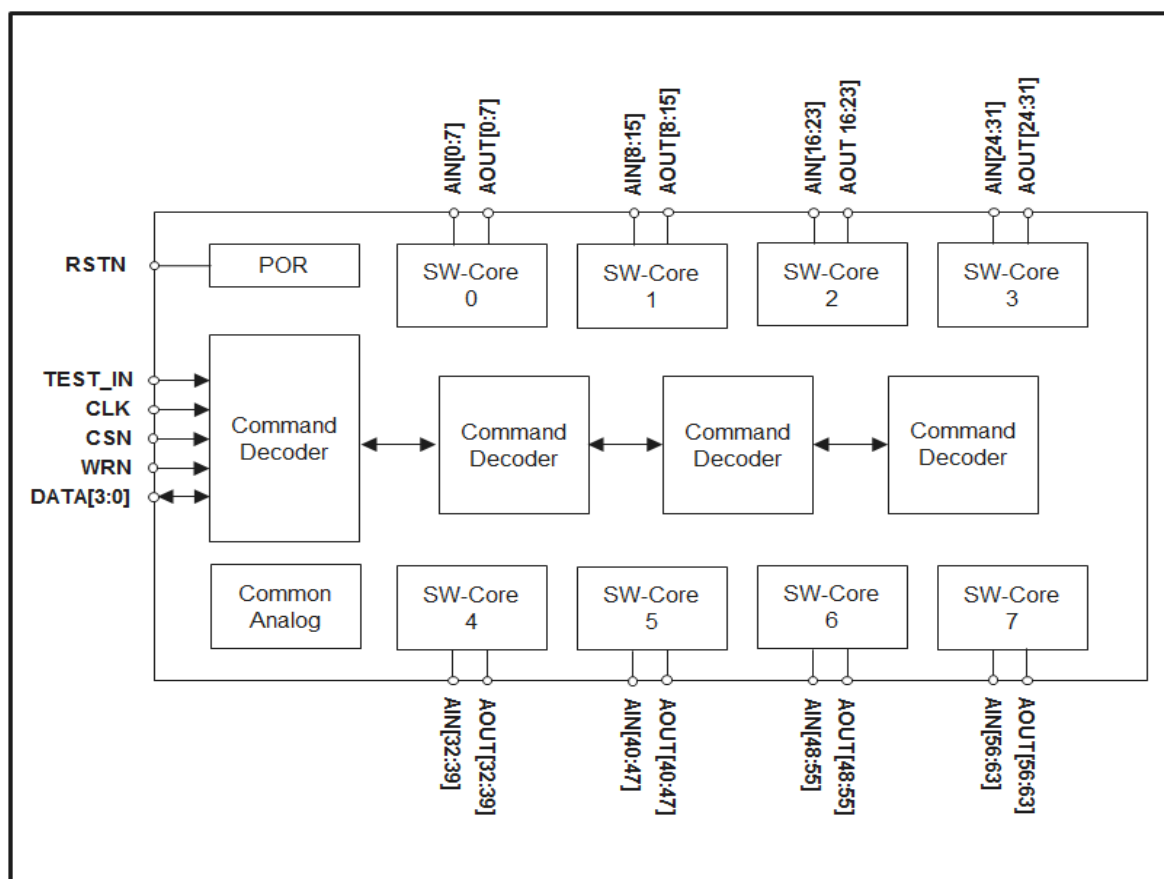 AIN[0:7]
AOUT[0:7]
AIN[8:15]
AOUT[8:15]
AIN[16:23]
AOUT 16:23]
AIN[24:31]
AOUT[24:31]
RSTN
POR
SW-Core
0
SW-Core
1
SW-Core
2
SW-Core
3
TEST_IN
CLK
CSN
WRN
DATA[3:0]
Command
Decoder
Command
Decoder
Command
Decoder
Command
Decoder
Common
Analog
SW-Core
4
SW-Core
5
SW-Core
6
SW-Core
7
AIN[32:39]
AOUT[32:39]
AIN[40:47]
AOUT[40:47]
AIN[48:55]
AOUT[48:55]
AIN[56:63]
AOUT[56:63]